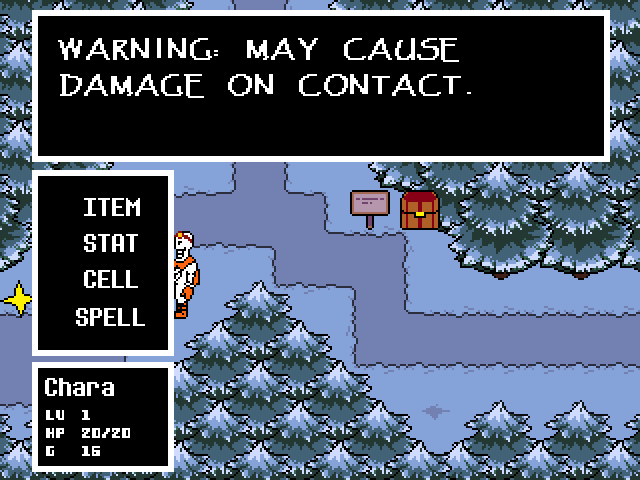 WARNING: MAY CAUSE
DAMAGE ON CONTACT.
ITEM
STAT
CELL
SPELL
Chara
LV 1
HP 20/20
G 16